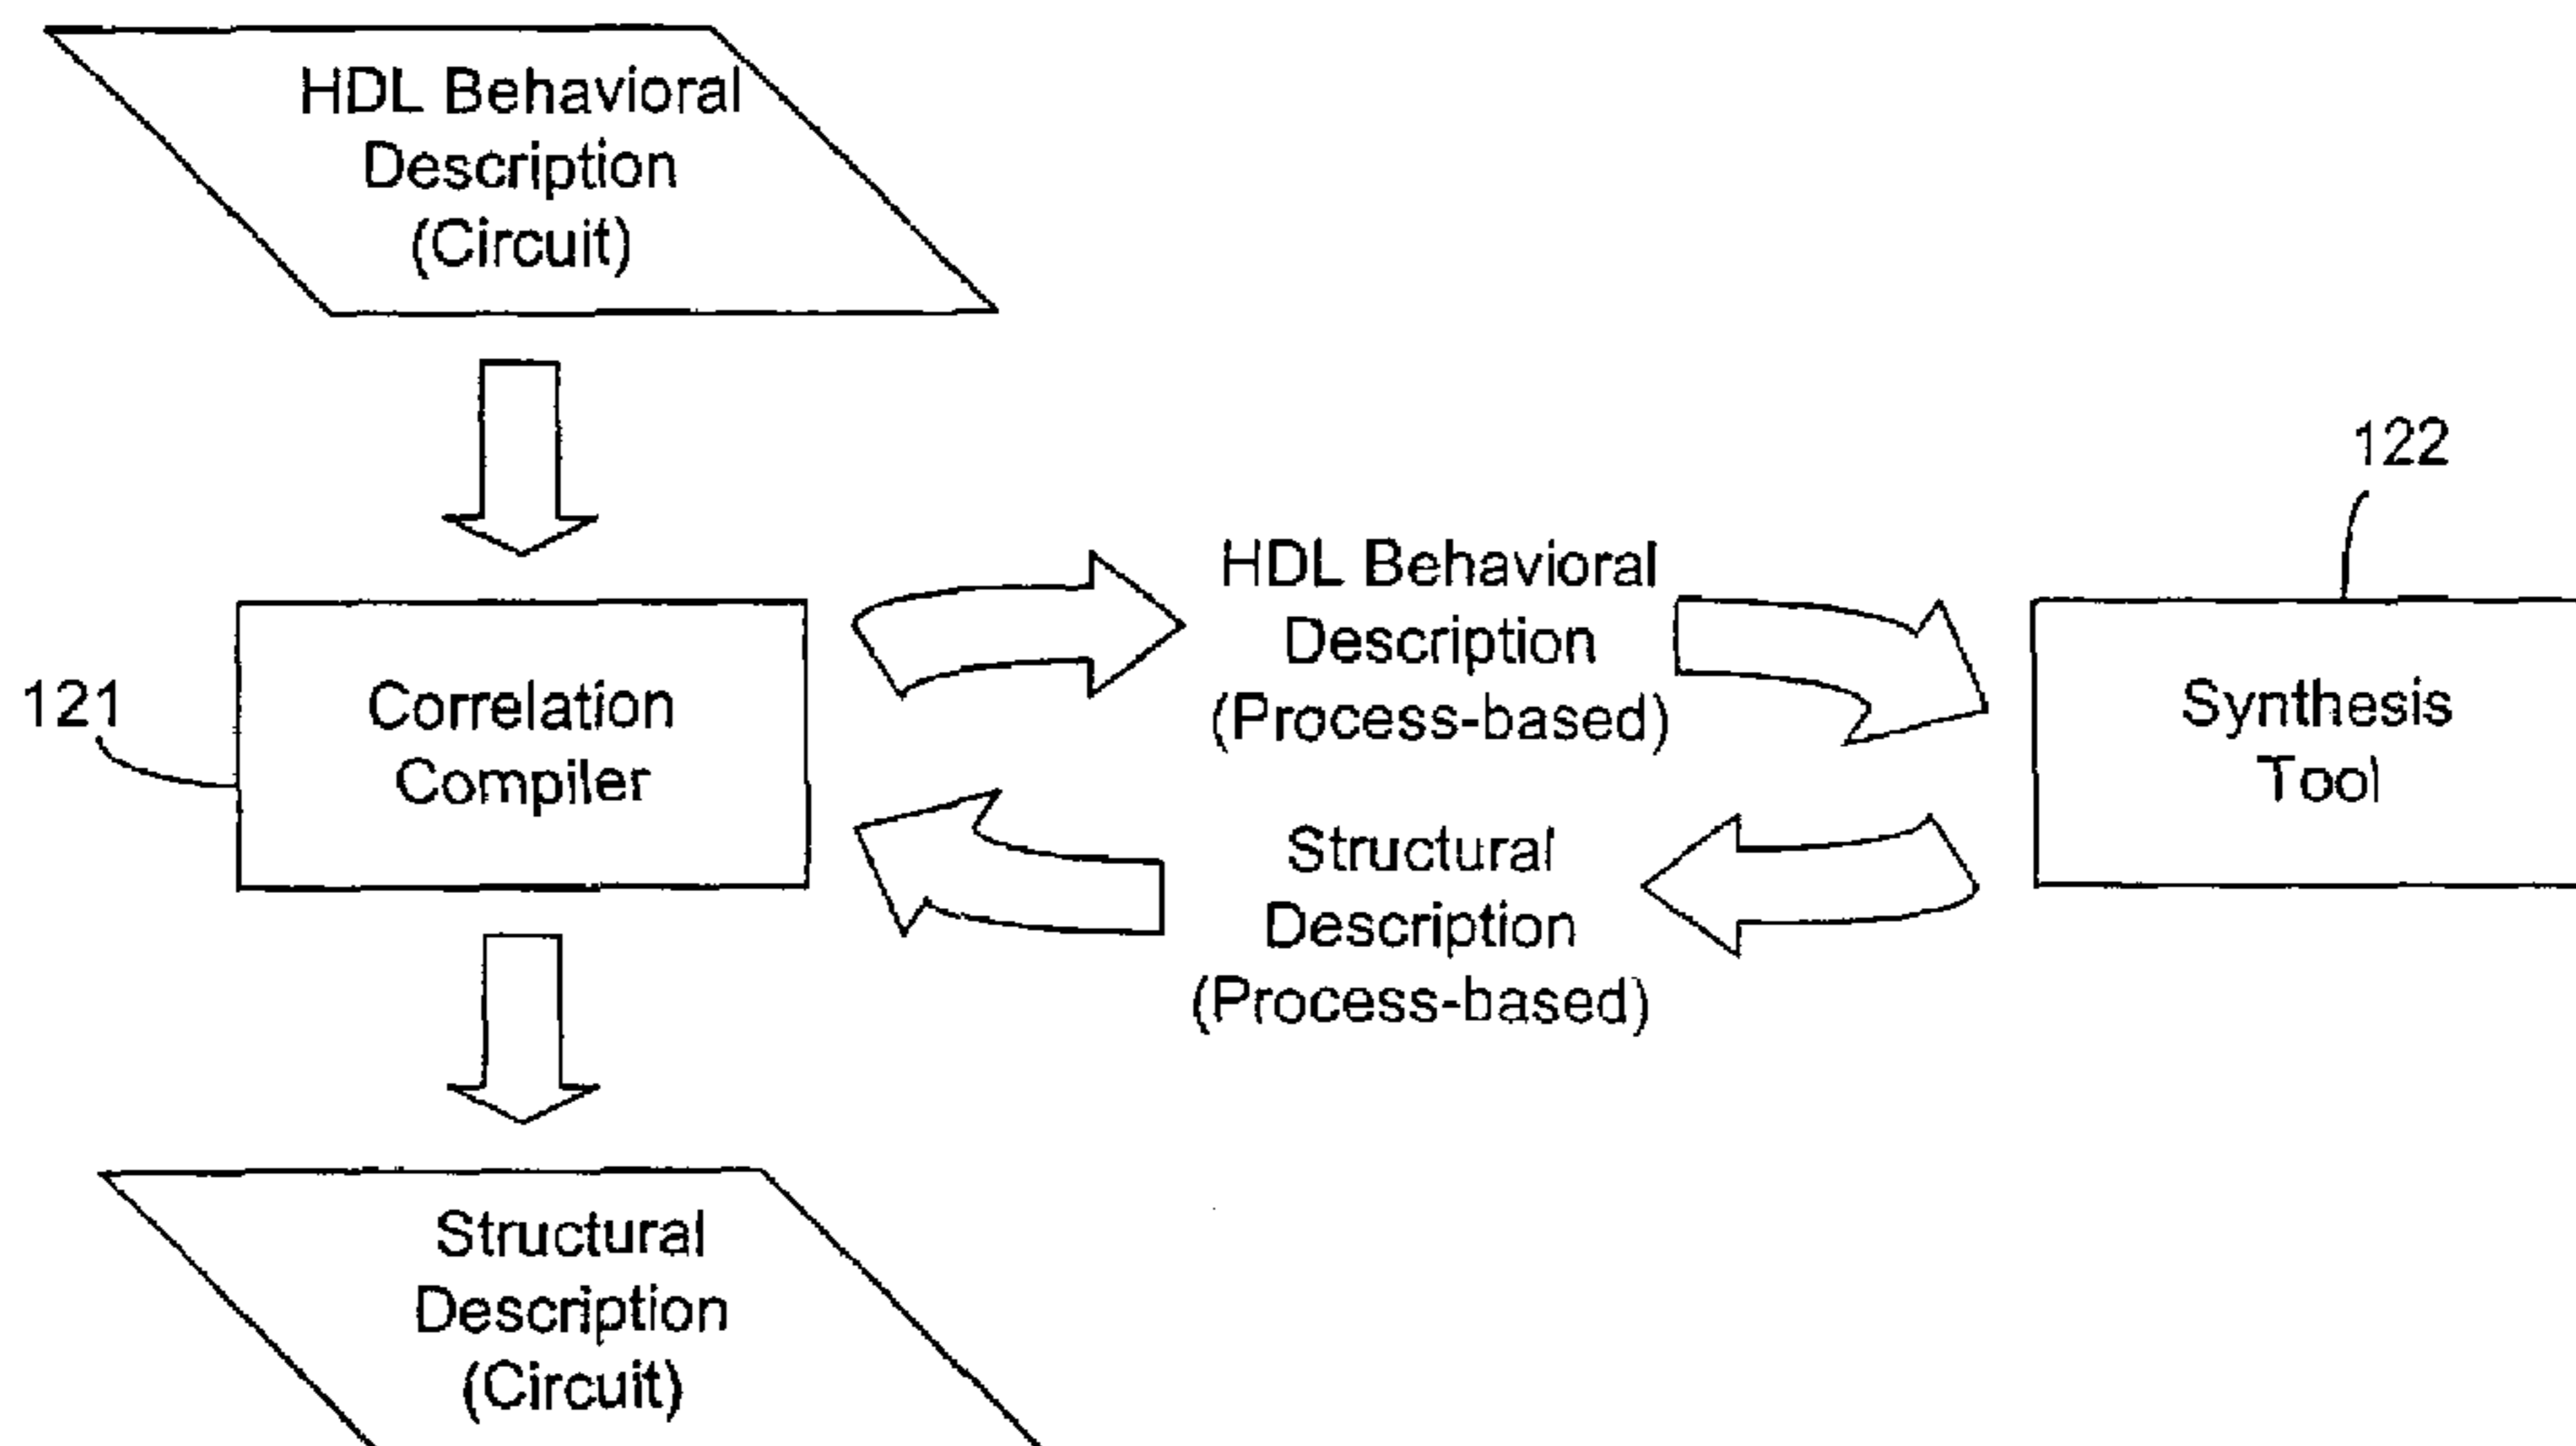 HDL Behavioral
Description
(Circuit)
122
HDL Behavioral
Description
(Process-based)
121
Correlation
Compiler
Synthesis
Tool
Structural
Description
(Process-based)
Structural
Description
(Circuit)